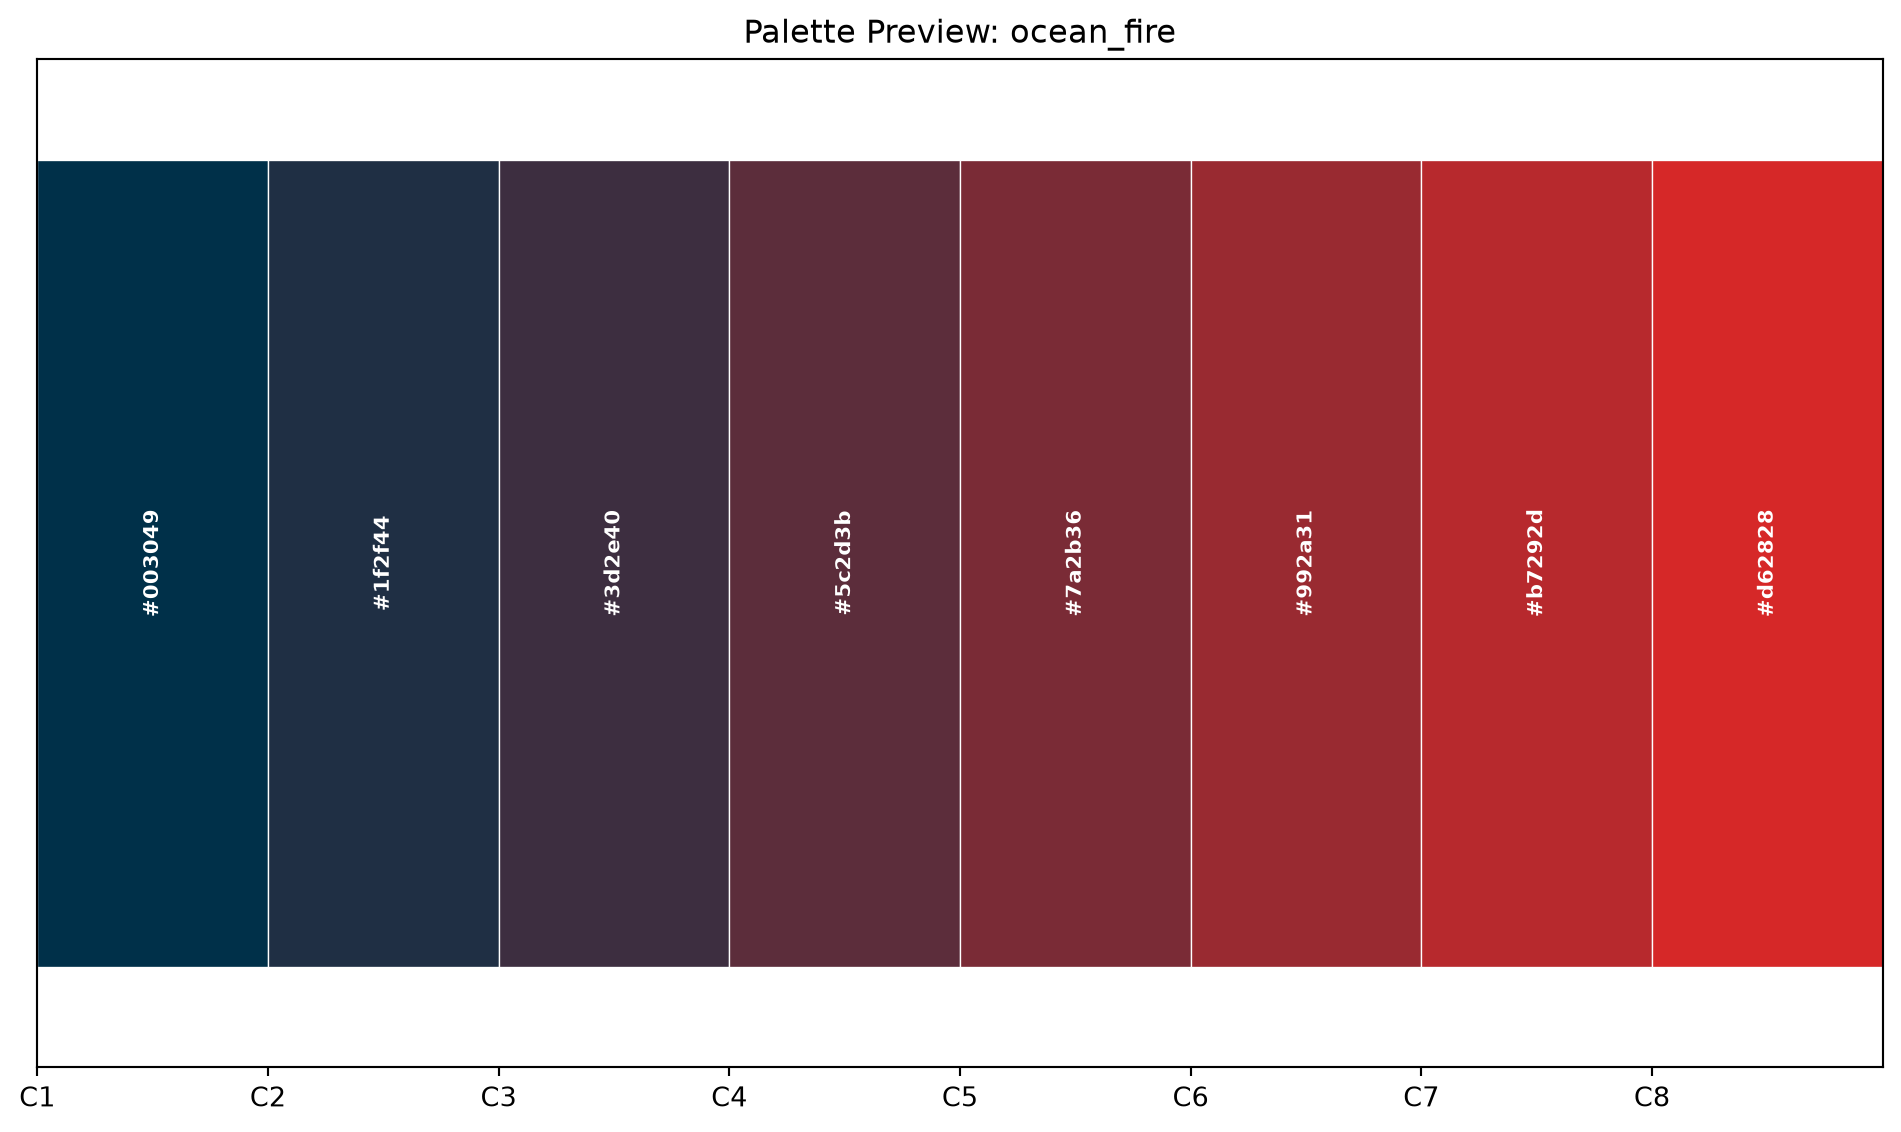 Palette Preview: ocean_fire
#003049
#1f2f44
#3d2e40
#5c2d3b
#7a2b36
#992a31
#b7292d
#d62828
C1 C2 C3 C4 C5 C6 C7 C8